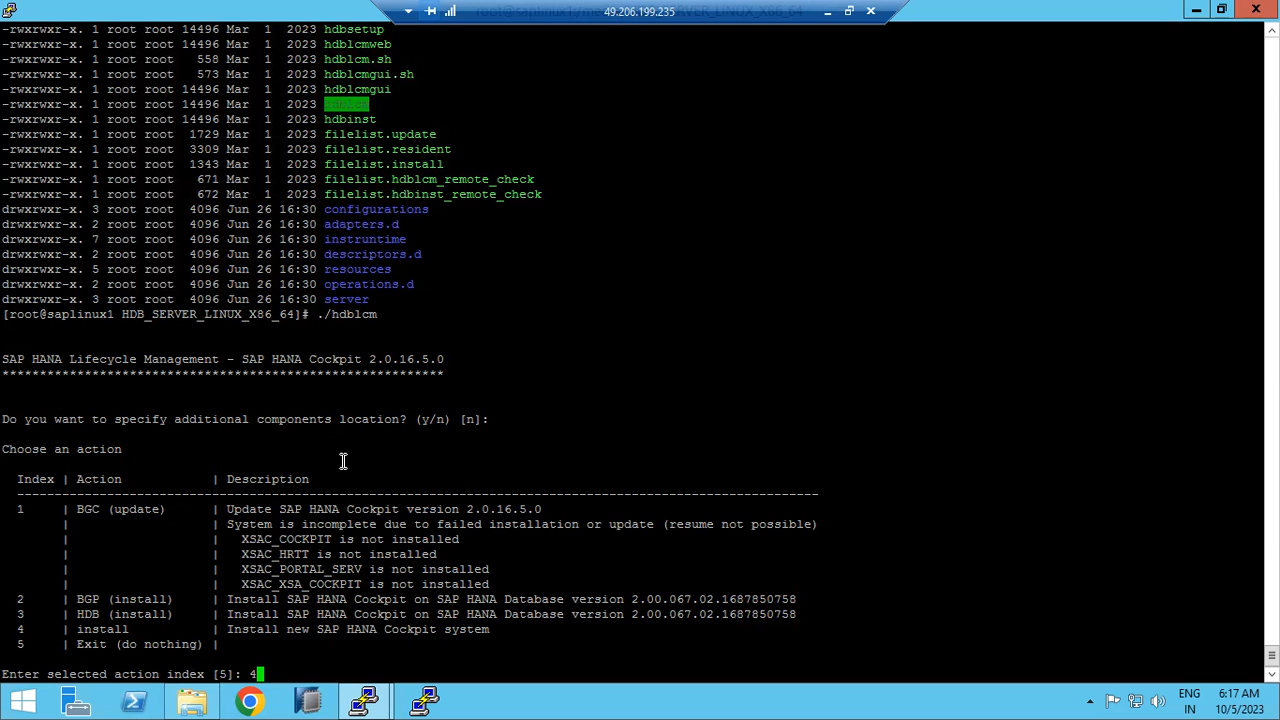 49.206.199.235
-rwxrwxr-x. 1 root root 14496 Mar  1  2023 hdbsetup
-rwxrwxr-x. 1 root root 14496 Mar  1  2023 hdblcmweb
-rwxrwxr-x. 1 root root   558 Mar  1  2023 hdblcm.sh
-rwxrwxr-x. 1 root root   573 Mar  1  2023 hdblcmgui.sh
-rwxrwxr-x. 1 root root 14496 Mar  1  2023 hdblcmgui
-rwxrwxr-x. 1 root root 14496 Mar  1  2023
-rwxrwxr-x. 1 root root 14496 Mar  1  2023 hdbinst
-rwxrwxr-x. 1 root root  1729 Mar  1  2023 filelist.update
-rwxrwxr-x. 1 root root  3309 Mar  1  2023 filelist.resident
-rwxrwxr-x. 1 root root  1343 Mar  1  2023 filelist.install
-rwxrwxr-x. 1 root root   671 Mar  1  2023 filelist.hdblcm_remote_check
-rwxrwxr-x. 1 root root   672 Mar  1  2023 filelist.hdbinst_remote_check
drwxrwxr-x. 3 root root  4096 Jun 26 16:30 configurations
drwxrwxr-x. 2 root root  4096 Jun 26 16:30 adapters.d
drwxrwxr-x. 7 root root  4096 Jun 26 16:30 instruntime
drwxrwxr-x. 2 root root  4096 Jun 26 16:30 descriptors.d
drwxrwxr-x. 5 root root  4096 Jun 26 16:30 resources
drwxrwxr-x. 2 root root  4096 Jun 26 16:30 operations.d
drwxrwxr-x. 3 root root  4096 Jun 26 16:30 server
[root@saplinux1 HDB_SERVER_LINUX_X86_64]# ./hdblcm
SAP HANA Lifecycle Management - SAP HANA Cockpit 2.0.16.5.0
***********************************************************
Do you want to specify additional components location? (y/n) [n]:
Choose an action
Index | Action | Description
1 | BGC (update) | Update SAP HANA Cockpit version 2.0.16.5.0
| | System is incomplete due to failed installation or update (resume not possible)
| | XSAC_COCKPIT is not installed
| | XSAC_HRTT is not installed
| | XSAC_PORTAL_SERV is not installed
| | XSAC_XSA_COCKPIT is not installed
2 | BGP (install) | Install SAP HANA Cockpit on SAP HANA Database version 2.00.067.02.1687850758
3 | HDB (install) | Install SAP HANA Cockpit on SAP HANA Database version 2.00.067.02.1687850758
4 | install | Install new SAP HANA Cockpit system
5 | Exit (do nothing) |
Enter selected action index [5]: 4
ENG 6:17 AM
IN 10/5/2023